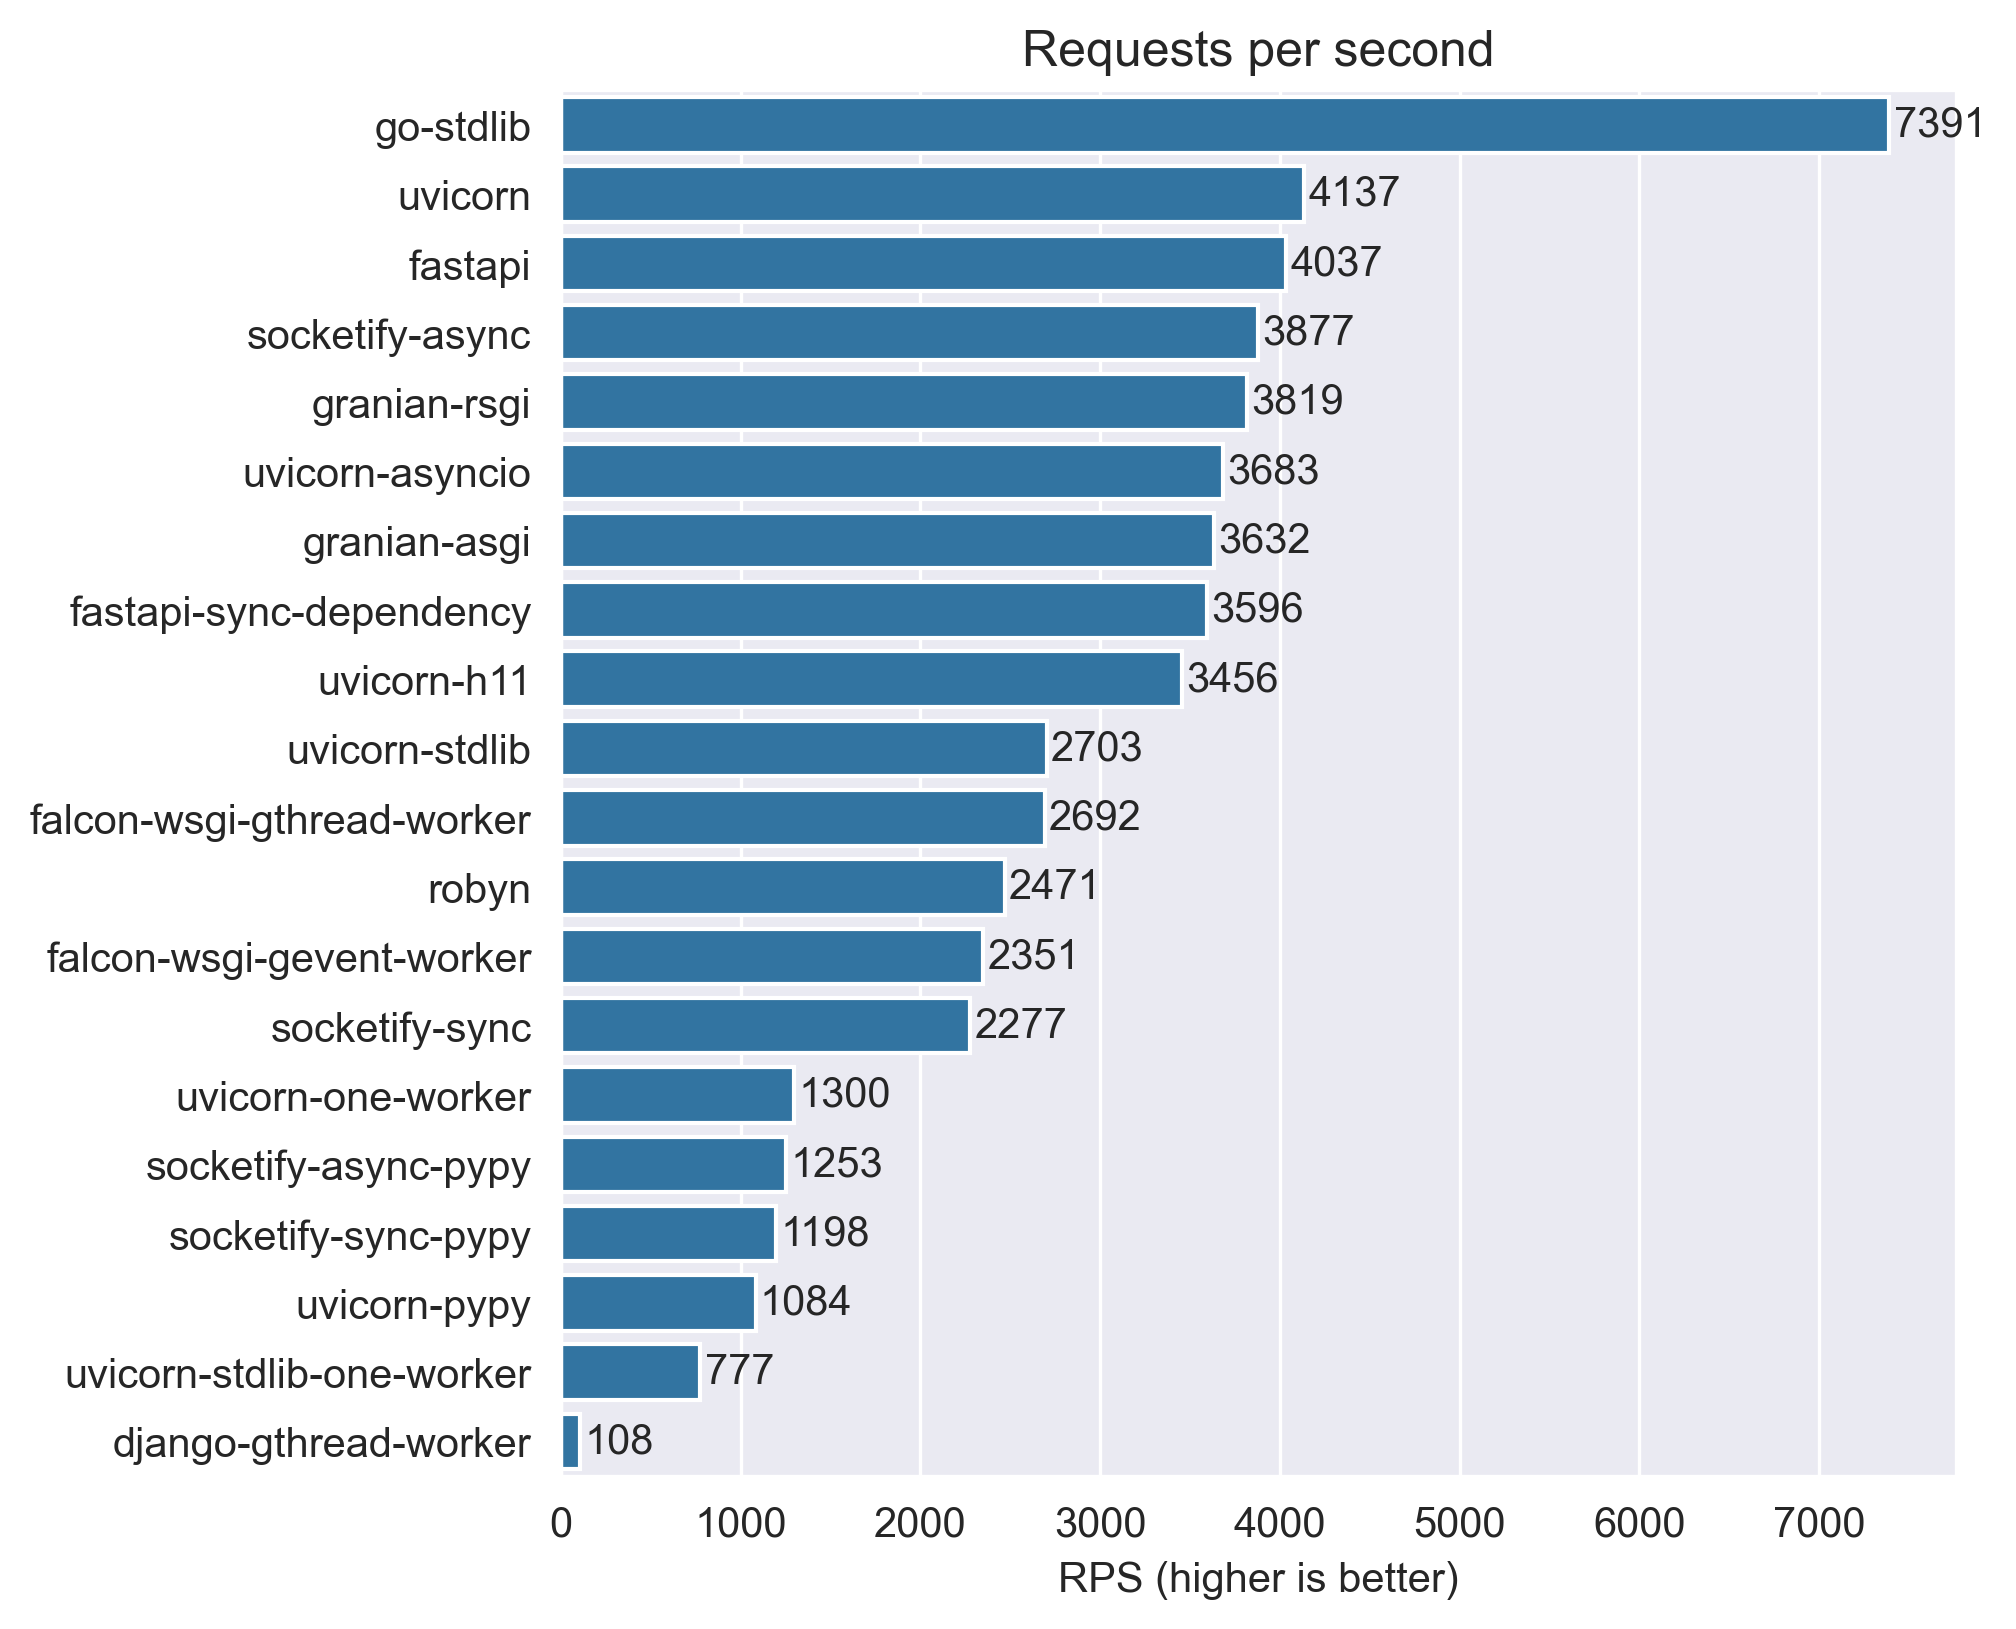 Requests per second
go-stdlib 7391
uvicorn 4137
fastapi 4037
socketify-async 3877
granian-rsgi 3819
uvicorn-asyncio 3683
granian-asgi 3632
fastapi-sync-dependency 3596
uvicorn-h11 3456
uvicorn-stdlib 2703
falcon-wsgi-gthread-worker 2692
robyn 2471
falcon-wsgi-gevent-worker 2351
socketify-sync 2277
uvicorn-one-worker 1300
socketify-async-pypy 1253
socketify-sync-pypy 1198
uvicorn-pypy 1084
uvicorn-stdlib-one-worker 777
django-gthread-worker 108
0 1000 2000 3000 4000 5000 6000 7000
RPS (higher is better)